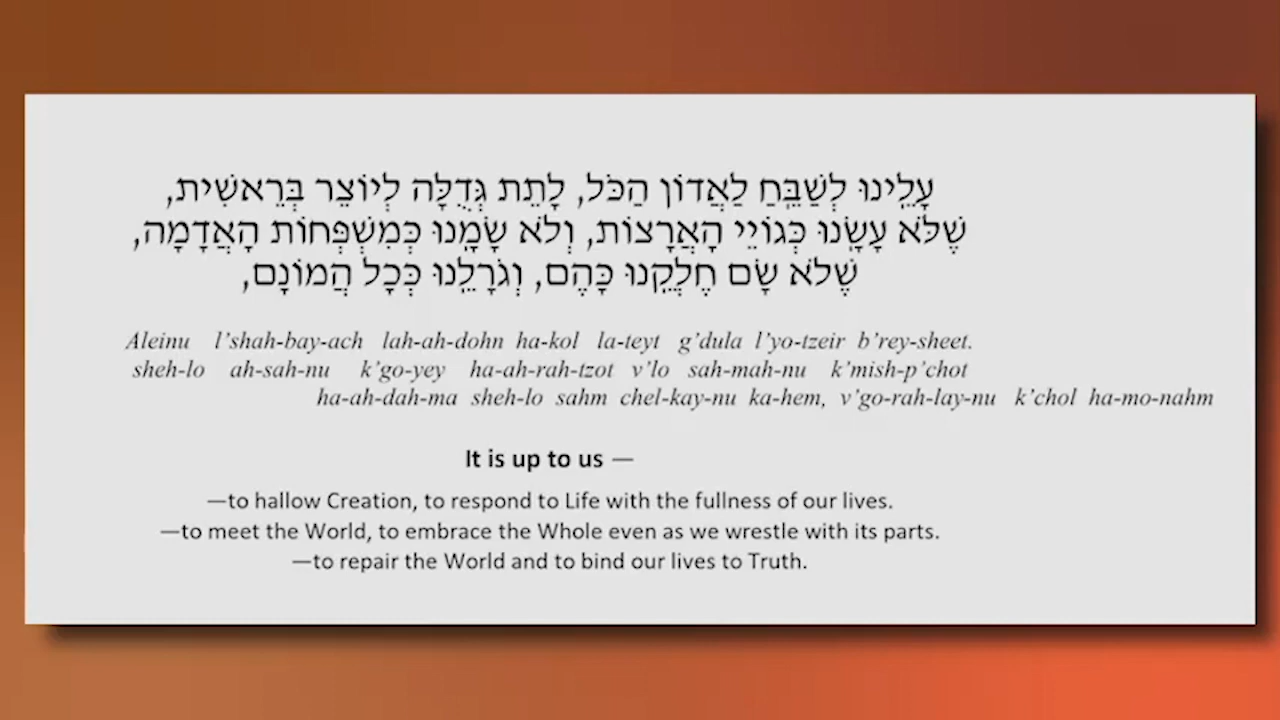 עָלֵֽינוּ לְשַׁבֵּֽחַ לַאֲדוֹן הַכֹּל, לָתֵת גְּדֻלָּה לְיוֹצֵר בְּרֵאשִׁית,
שֶׁלֹּא עָשָֽׂנוּ כְּגוֹיֵי הָאֲרָצוֹת, וְלֹא שָׂמָֽנוּ כְּמִשְׁפְּחוֹת הָאֲדָמָה,
שֶׁלֹא שָׂם חֶלְקֵֽנוּ כָּהֶם, וְגֹרָלֵֽנוּ כְּכָל הֲמוֹנָם,
Aleinu l’shah-bay-ach lah-ah-dohn ha-kol la-teyt g’dula l’yo-tzeir b’rey-sheet.
sheh-lo ah-sah-nu k’go-yey ha-ah-rah-tzot v’lo sah-mah-nu k’mish-p’chot
ha-ah-dah-ma sheh-lo sahm chel-kay-nu ka-hem, v’go-rah-lay-nu k’chol ha-mo-nahm
It is up to us —
—to hallow Creation, to respond to Life with the fullness of our lives.
—to meet the World, to embrace the Whole even as we wrestle with its parts.
—to repair the World and to bind our lives to Truth.